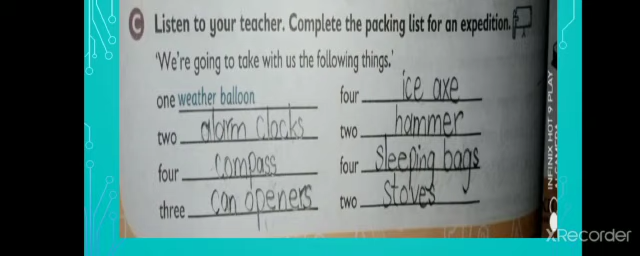 C Listen to your teacher. Complete the packing list for an expedition.
'We're going to take with us the following things.'
one weather balloon
two alarm clocks
four compass
three can openers
four ice axe
two hammer
four sleeping bags
two stoves
INFINIX HOT 9 PLAY
XRecorder